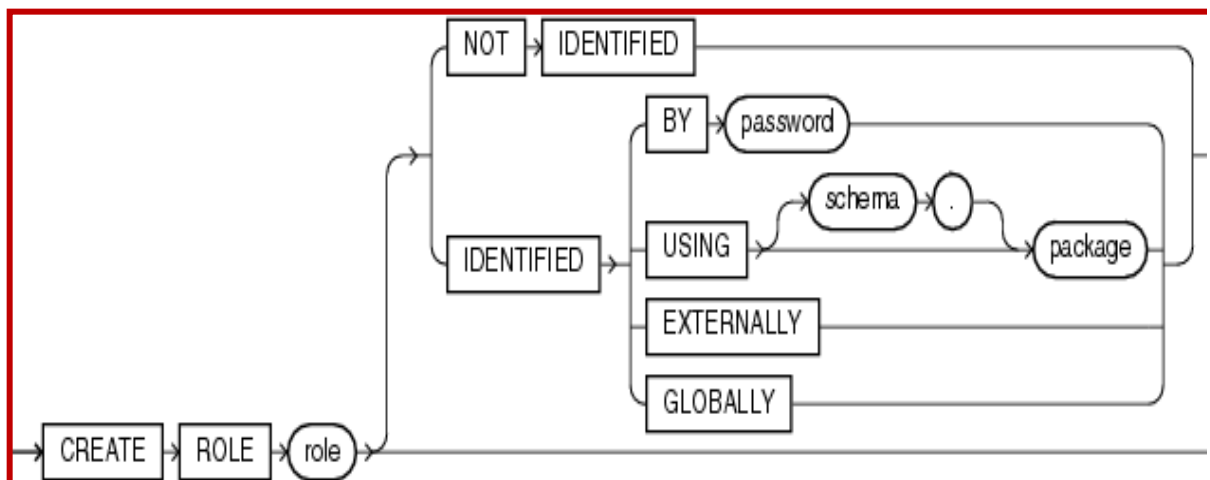 NOT IDENTIFIED
BY password
schema .
USING package
IDENTIFIED
EXTERNALLY
GLOBALLY
CREATE ROLE role